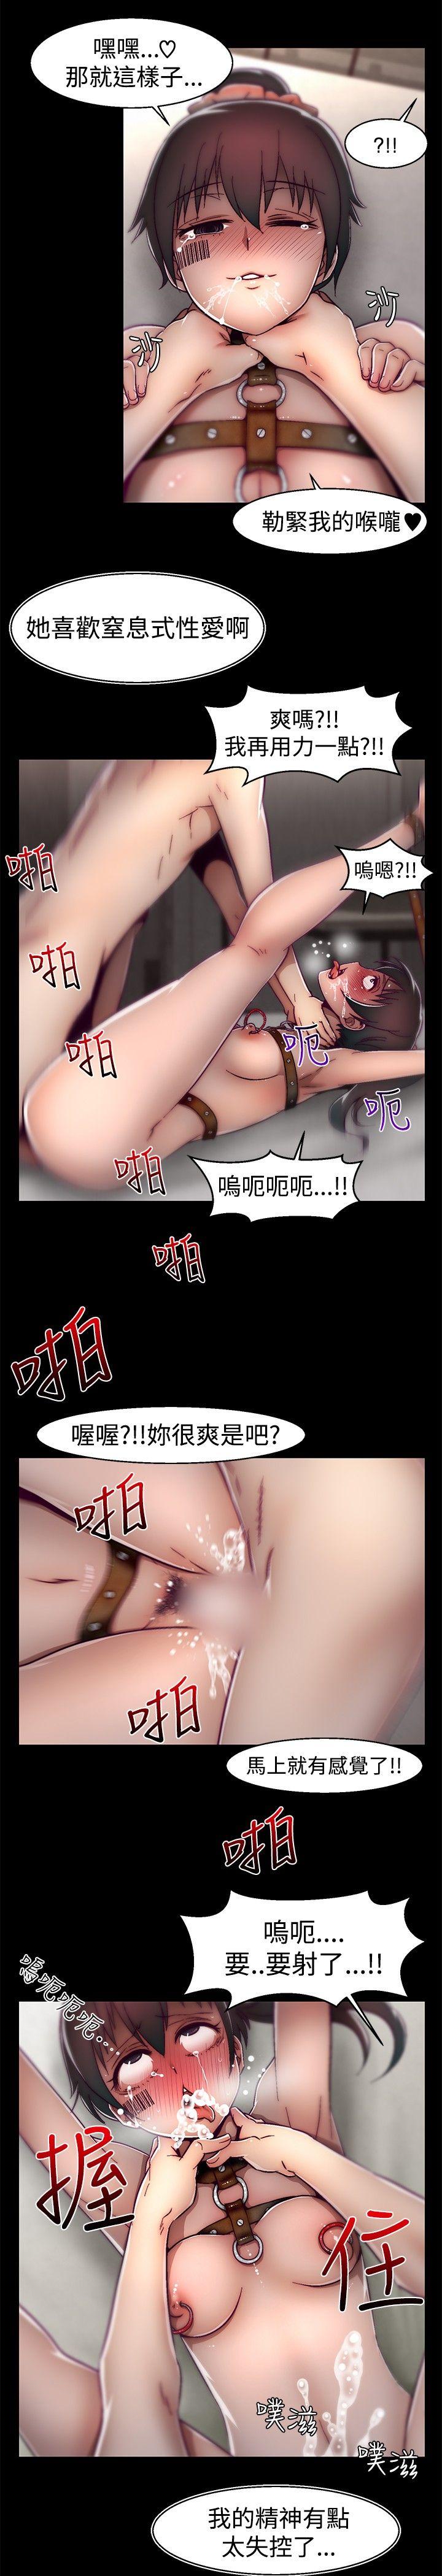 嘿嘿...♡
那就這樣子...
?!!
沙
沙
勒緊我的喉嚨♥
她喜歡窒息式性愛啊
爽嗎?!!
我再用力一點?!!
啪
嗚嗯?!!
啪
呃
啪
呃
啪
嗚呃呃呃...!!
啪
啪
喔喔?!!妳很爽是吧?
啪
啪
馬上就有感覺了!!
啪
嗚呃....
要..要射了...!!
嗚呃呃呃...
握
住
噗滋
噗滋
我的精神有點
太失控了...